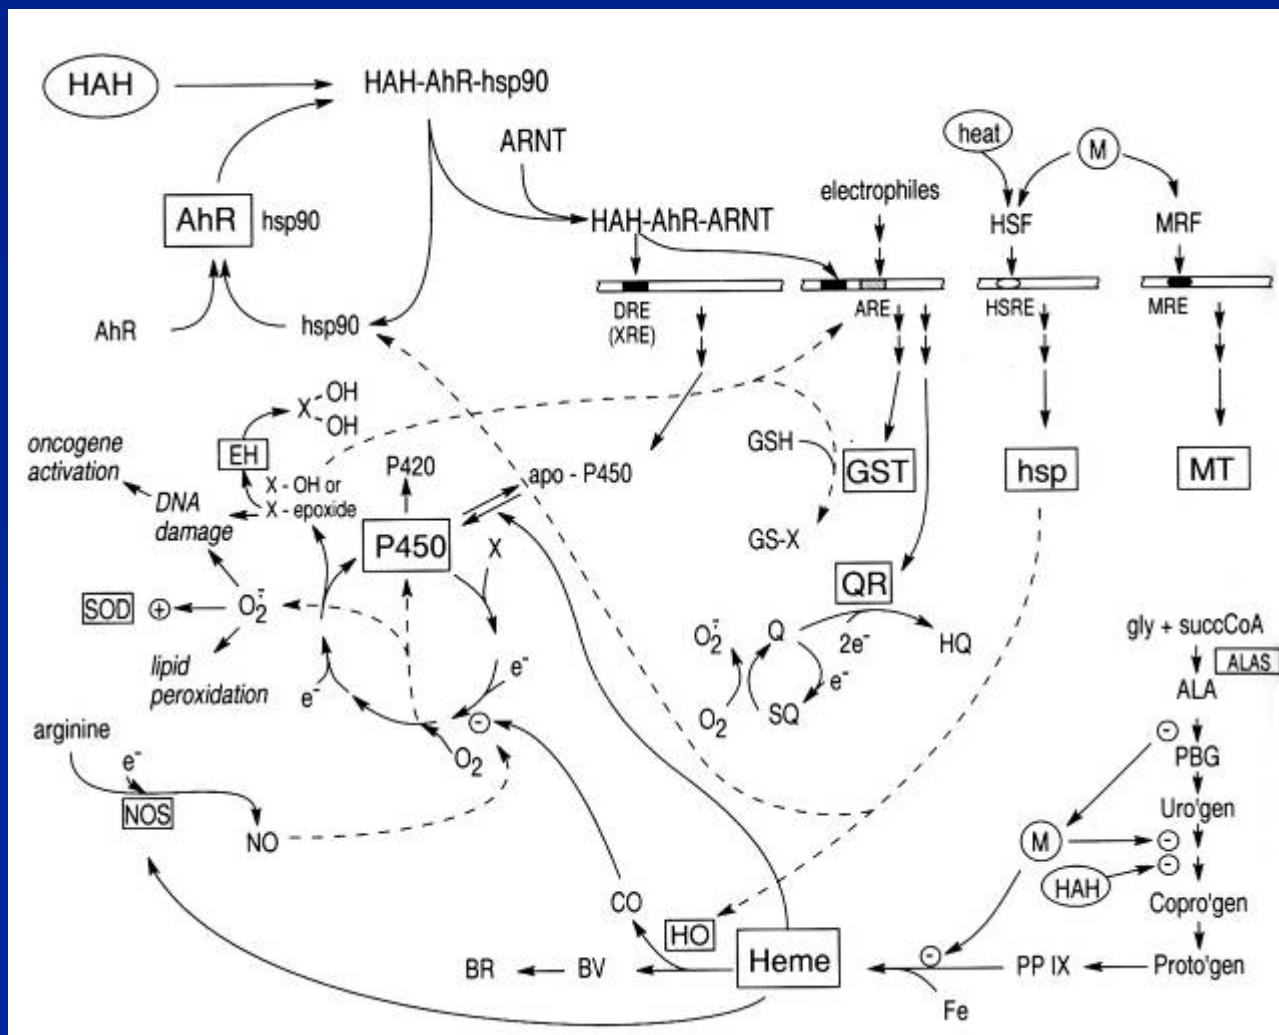 HAH
HAH-AhR-hsp90
ARNT
heat
M
electrophiles
AhR
hsp90
HAH-AhR-ARNT
HSF
MRF
DRE
(XRE)
ARE
HSRE
MRE
AhR
hsp90
OH
X
OH
oncogene
activation
EH
GSH
GST
hsp
MT
P420
apo - P450
X - OH or
X - epoxide
DNA
damage
P450
X
GS-X
QR
SOD
+
O2-̇
O2-̇
Q
2e-
HQ
gly + succCoA
ALAS
lipid
peroxidation
e-
e-
e-
ALA
O2
SQ
-
O2
arginine
e-
-
PBG
NOS
NO
Uro'gen
M
-
-
HAH
CO
HO
Copro'gen
BR
BV
Heme
-
PP IX
Proto'gen
Fe